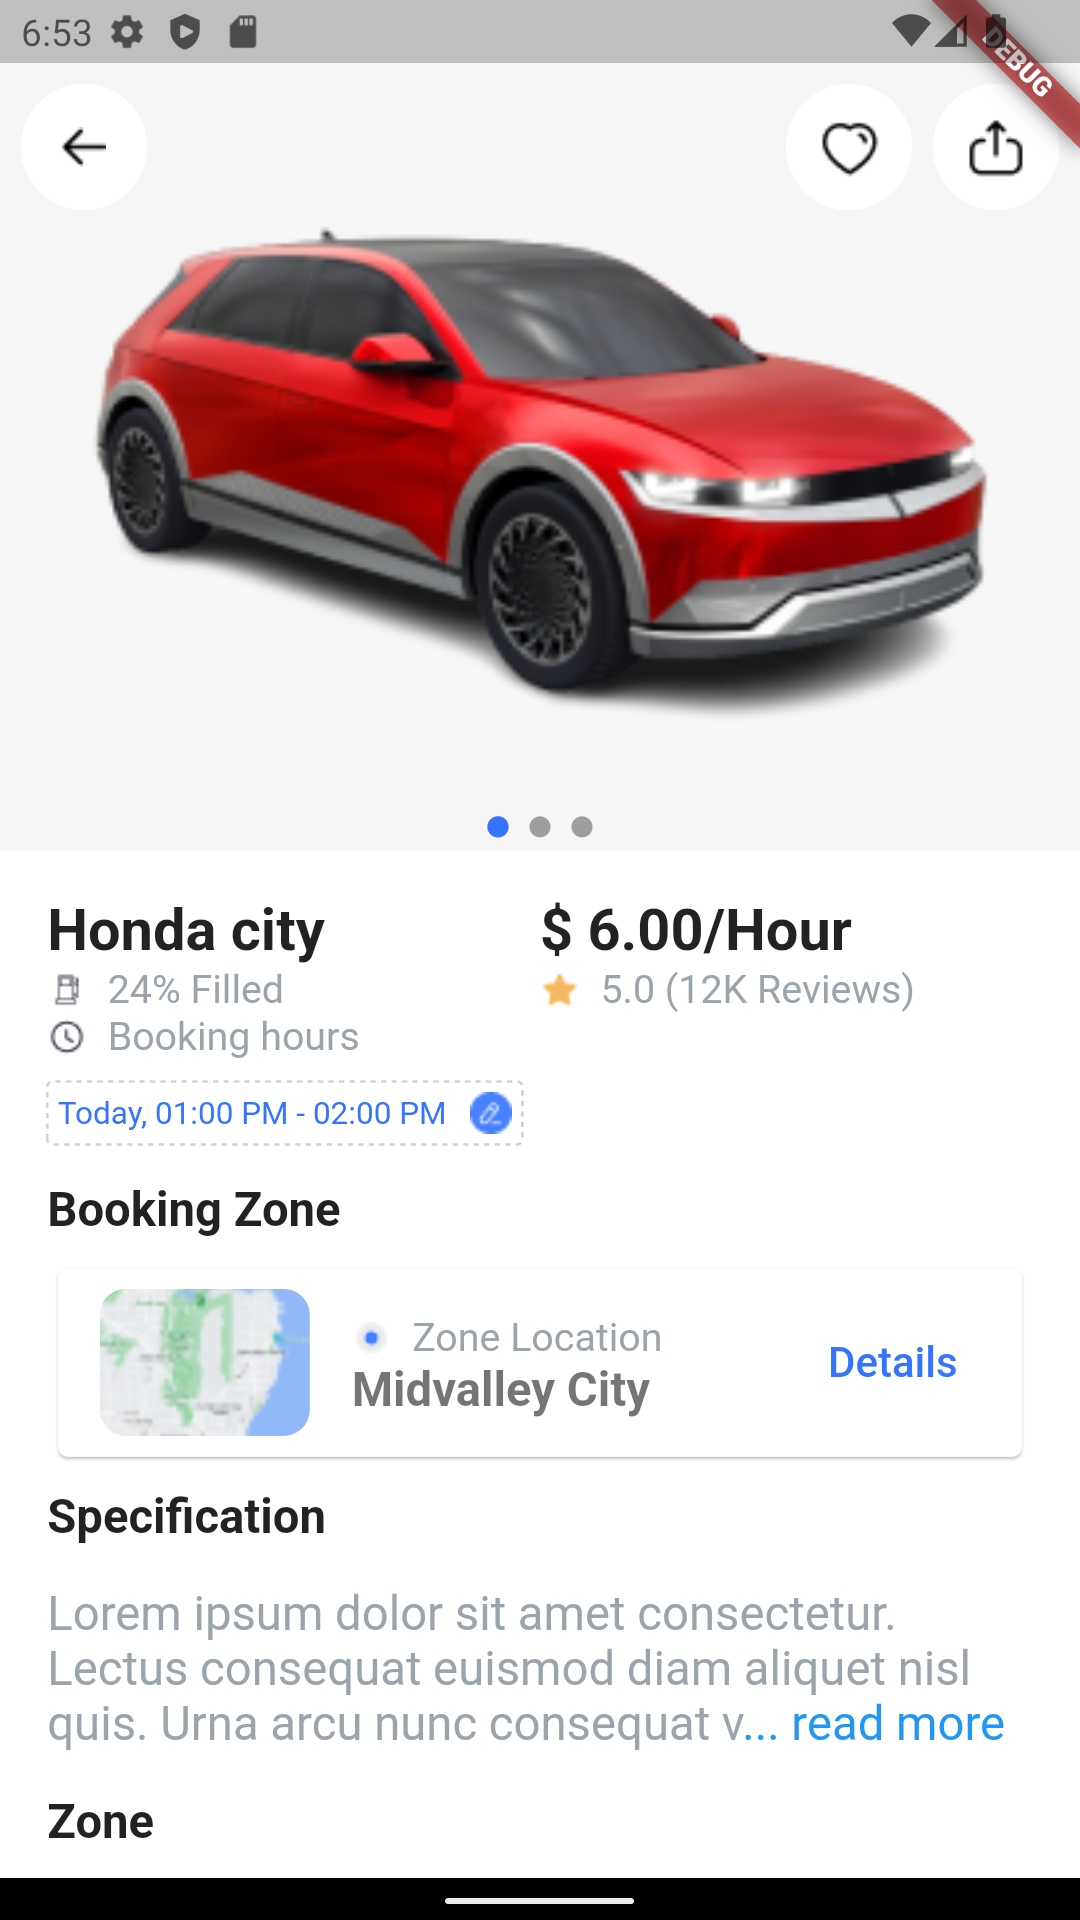 6:53
DEBUG
Honda city
$ 6.00/Hour
24% Filled
5.0 (12K Reviews)
Booking hours
Today, 01:00 PM - 02:00 PM
Booking Zone
Zone Location
Midvalley City
Details
Specification
Lorem ipsum dolor sit amet consectetur.
Lectus consequat euismod diam aliquet nisl
quis. Urna arcu nunc consequat v... read more
Zone